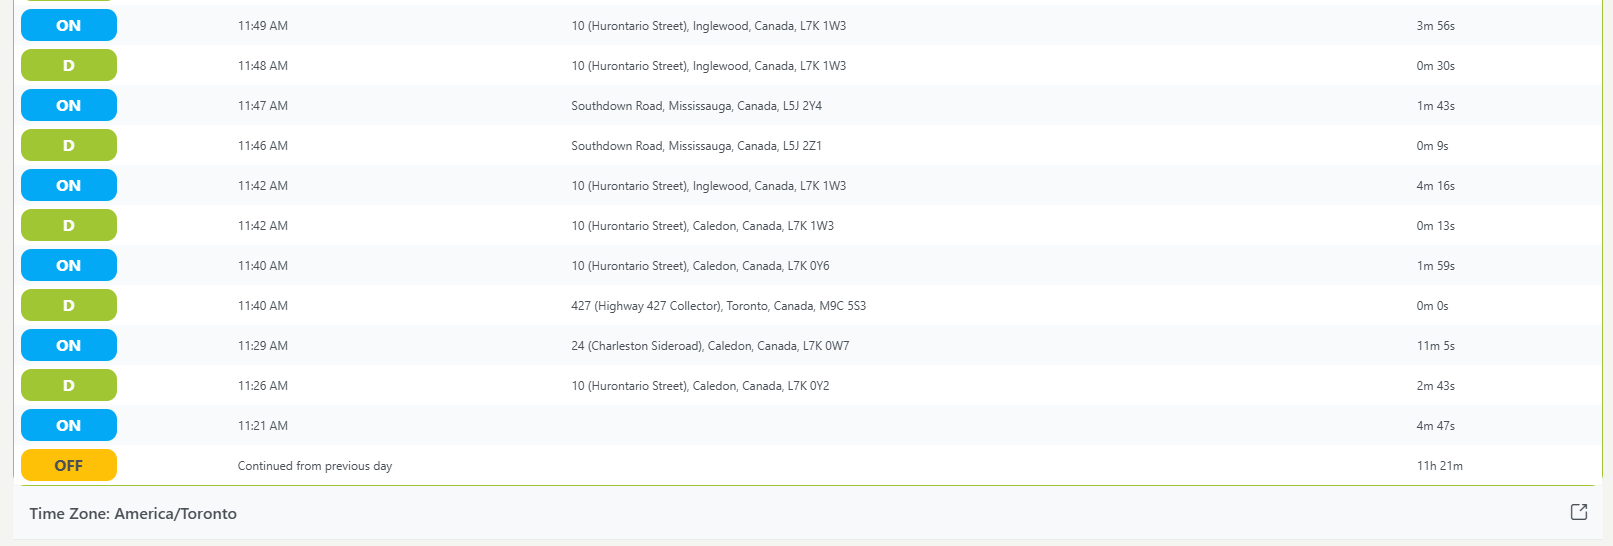 ON 11:49 AM 10 (Hurontario Street), Inglewood, Canada, L7K 1W3 3m 56s
D 11:48 AM 10 (Hurontario Street), Inglewood, Canada, L7K 1W3 0m 30s
ON 11:47 AM Southdown Road, Mississauga, Canada, L5J 2Y4 1m 43s
D 11:46 AM Southdown Road, Mississauga, Canada, L5J 2Z1 0m 9s
ON 11:42 AM 10 (Hurontario Street), Inglewood, Canada, L7K 1W3 4m 16s
D 11:42 AM 10 (Hurontario Street), Caledon, Canada, L7K 1W3 0m 13s
ON 11:40 AM 10 (Hurontario Street), Caledon, Canada, L7K 0Y6 1m 59s
D 11:40 AM 427 (Highway 427 Collector), Toronto, Canada, M9C 5S3 0m 0s
ON 11:29 AM 24 (Charleston Sideroad), Caledon, Canada, L7K 0W7 11m 5s
D 11:26 AM 10 (Hurontario Street), Caledon, Canada, L7K 0Y2 2m 43s
ON 11:21 AM 4m 47s
OFF Continued from previous day 11h 21m
Time Zone: America/Toronto